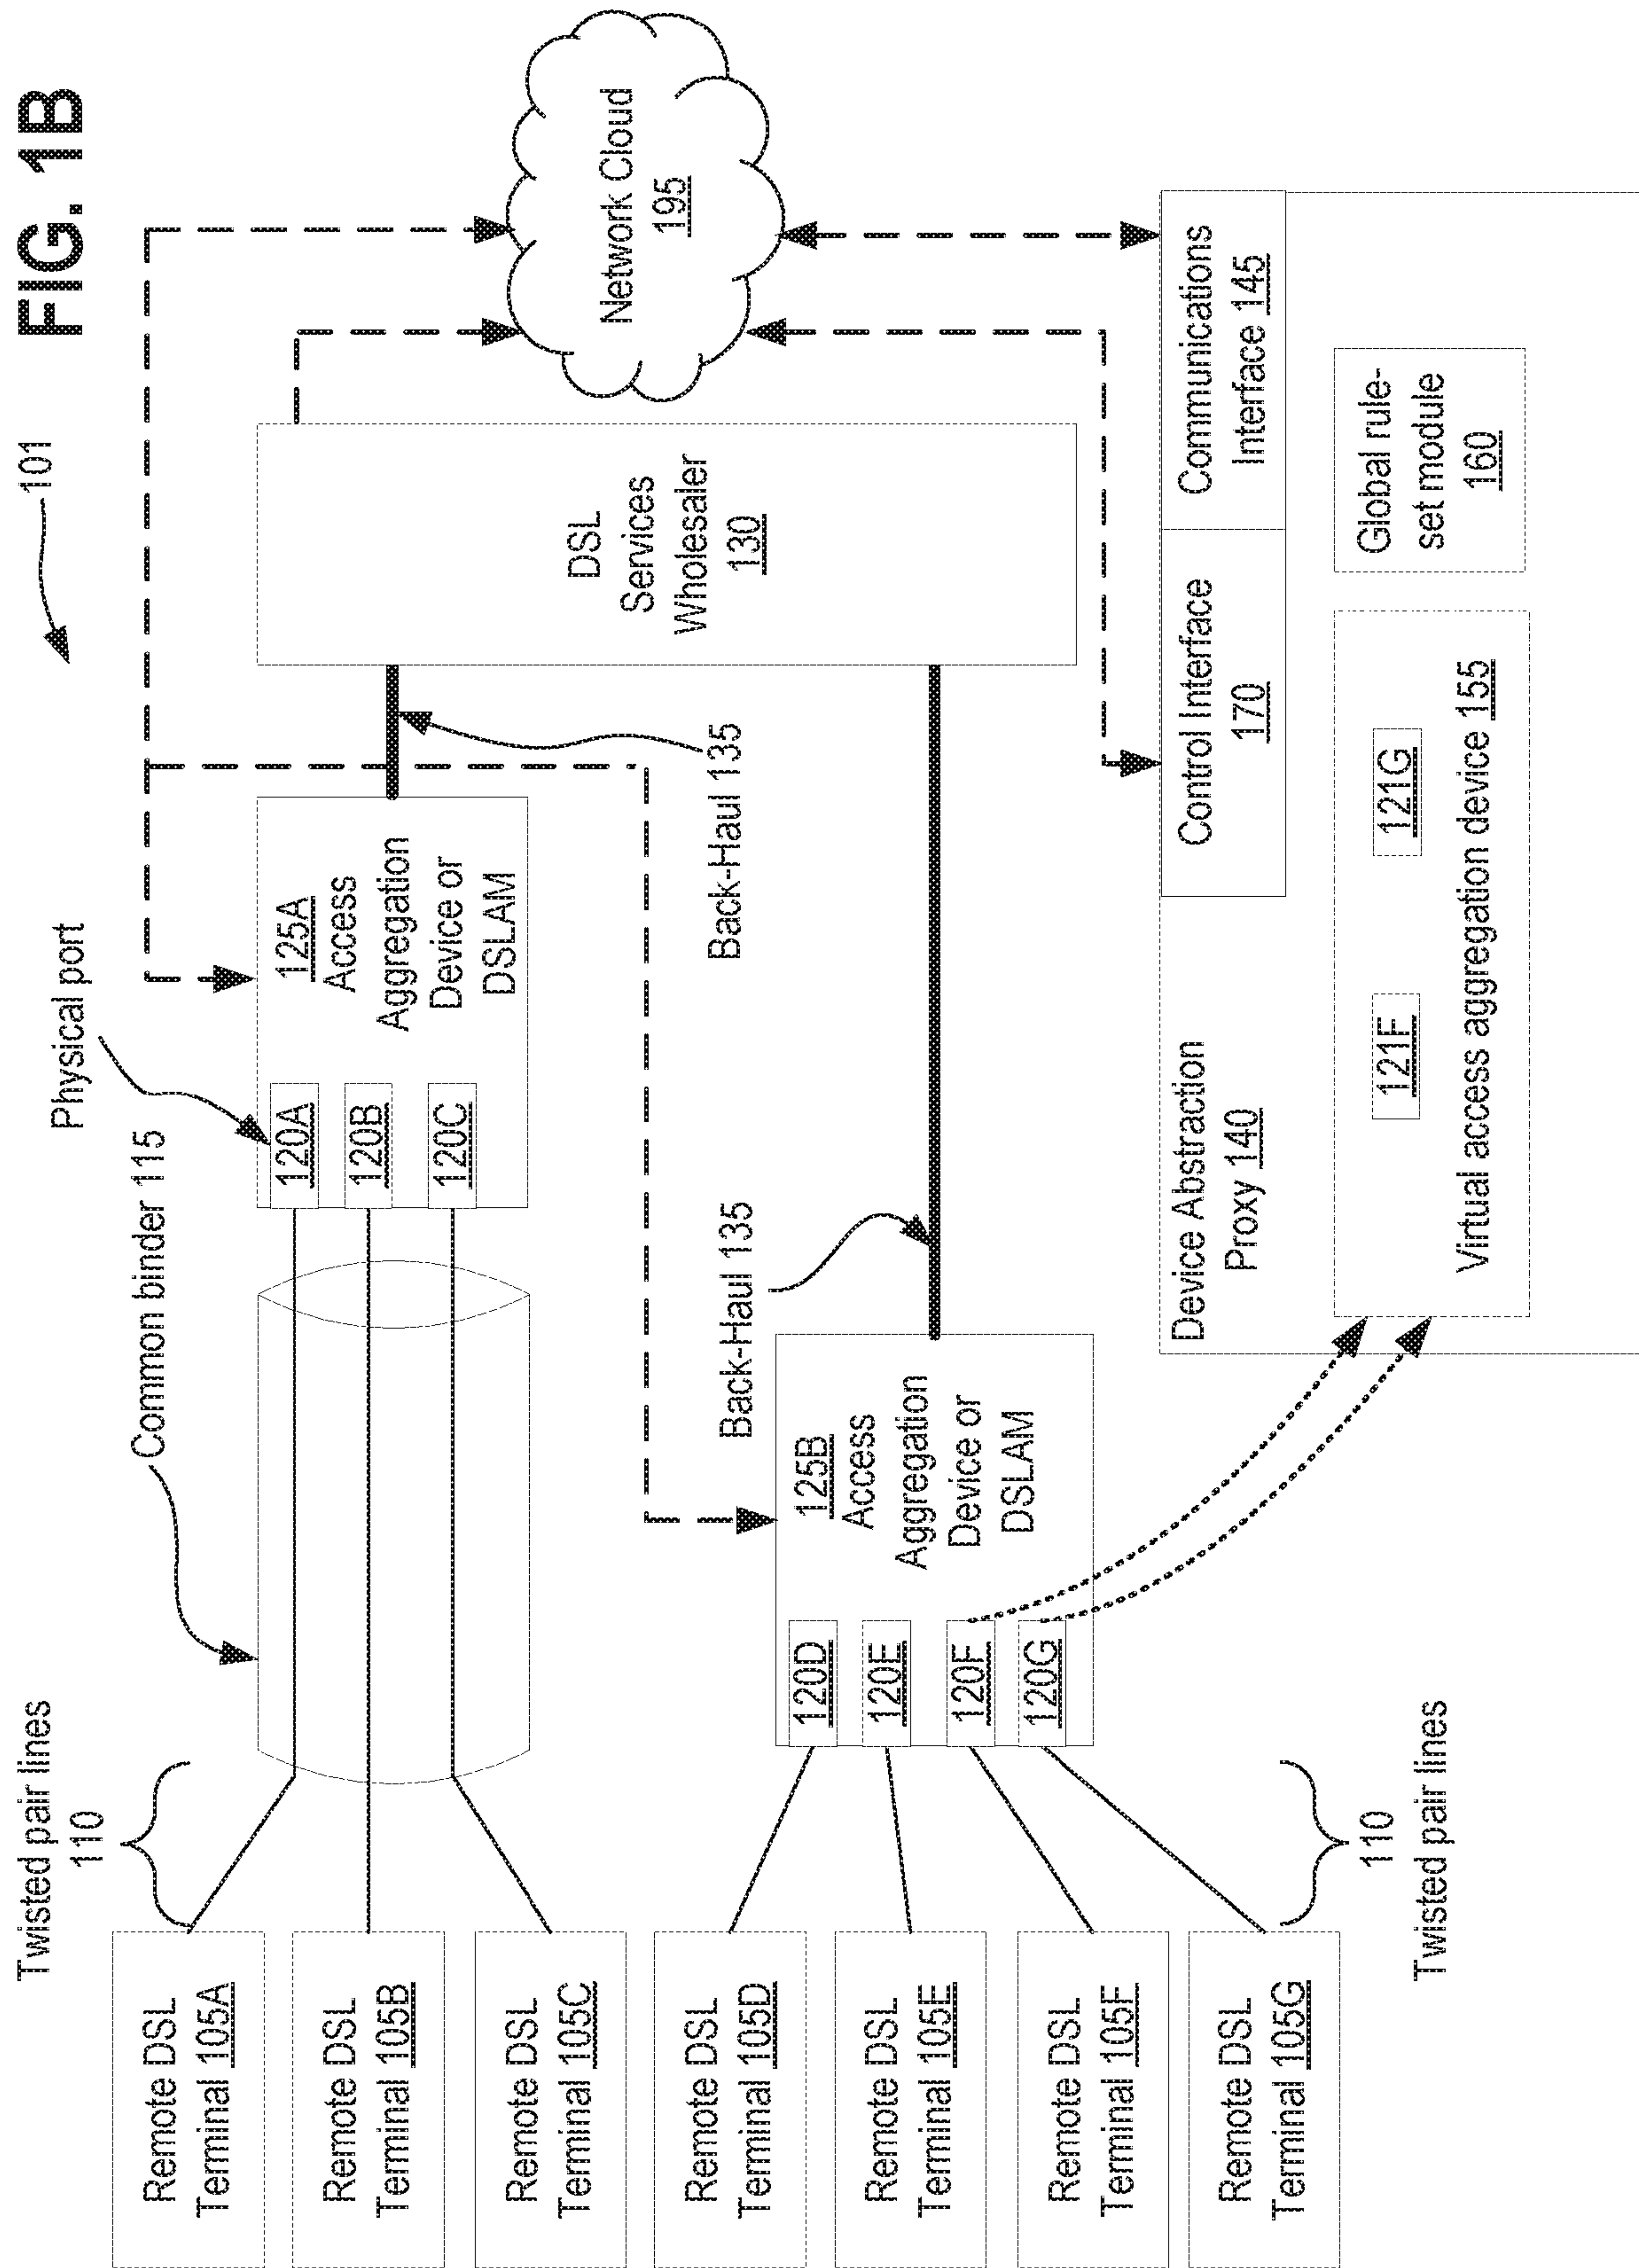 FIG. 1B
101
Twisted pair lines
110
Common binder 115
Physical port
Remote DSL
Terminal 105A
Remote DSL
Terminal 105B
Remote DSL
Terminal 105C
Remote DSL
Terminal 105D
Remote DSL
Terminal 105E
Remote DSL
Terminal 105F
Remote DSL
Terminal 105G
110
Twisted pair lines
120A
120B
120C
125A
Access
Aggregation
Device or
DSLAM
Back-Haul 135
Back-Haul 135
120D
120E
120F
120G
125B
Access
Aggregation
Device or
DSLAM
DSL
Services
Wholesaler
130
Network Cloud
195
Device Abstraction
Proxy 140
Control Interface
170
Communications
Interface 145
121F
121G
Virtual access aggregation device 155
Global rule-
set module
160